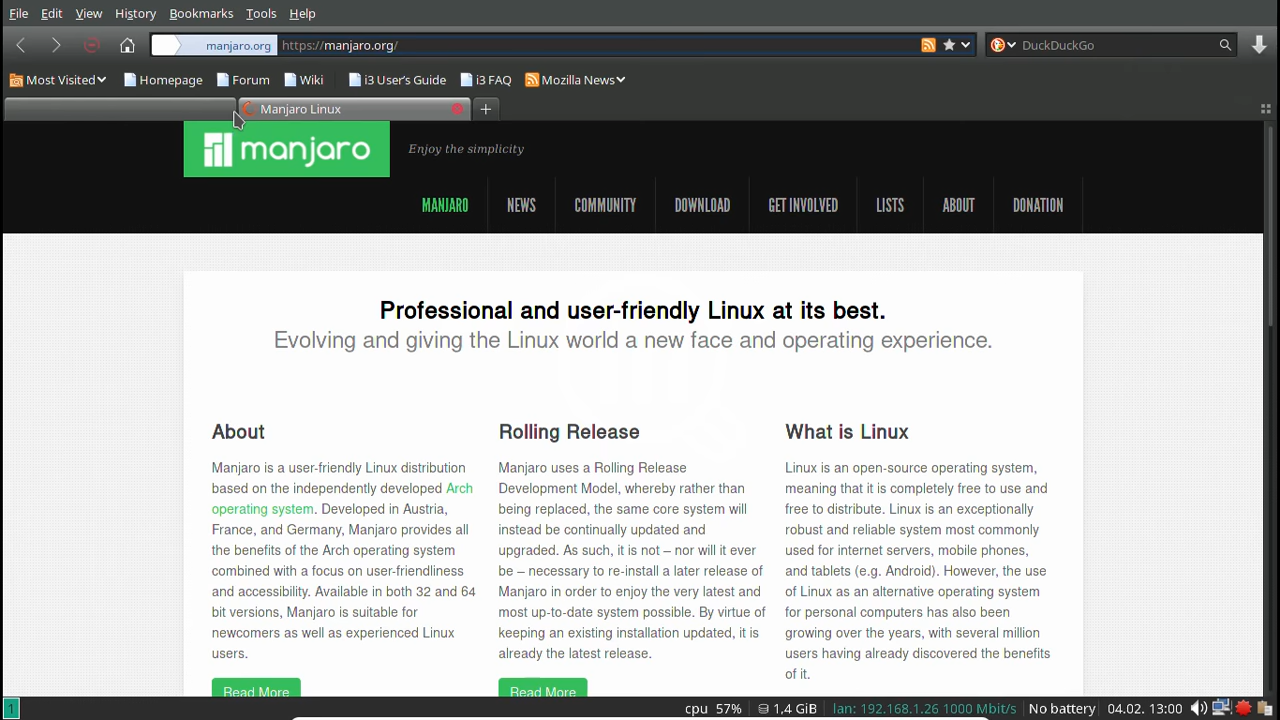 File Edit View History Bookmarks Tools Help
manjaro.org https://manjaro.org/ DuckDuckGo
Most Visited Homepage Forum Wiki i3 User's Guide i3 FAQ Mozilla News
Manjaro Linux
manjaro Enjoy the simplicity
MANJARO NEWS COMMUNITY DOWNLOAD GET INVOLVED LISTS ABOUT DONATION
Professional and user-friendly Linux at its best.
Evolving and giving the Linux world a new face and operating experience.
About
Manjaro is a user-friendly Linux distribution
based on the independently developed Arch
operating system. Developed in Austria,
France, and Germany, Manjaro provides all
the benefits of the Arch operating system
combined with a focus on user-friendliness
and accessibility. Available in both 32 and 64
bit versions, Manjaro is suitable for
newcomers as well as experienced Linux
users.
Read More
Rolling Release
Manjaro uses a Rolling Release
Development Model, whereby rather than
being replaced, the same core system will
instead be continually updated and
upgraded. As such, it is not – nor will it ever
be – necessary to re-install a later release of
Manjaro in order to enjoy the very latest and
most up-to-date system possible. By virtue of
keeping an existing installation updated, it is
already the latest release.
Read More
What is Linux
Linux is an open-source operating system,
meaning that it is completely free to use and
free to distribute. Linux is an exceptionally
robust and reliable system most commonly
used for internet servers, mobile phones,
and tablets (e.g. Android). However, the use
of Linux as an alternative operating system
for personal computers has also been
growing over the years, with several million
users having already discovered the benefits
of it.
1 cpu 57% 1,4 GiB lan: 192.168.1.26 1000 Mbit/s No battery 04.02. 13:00